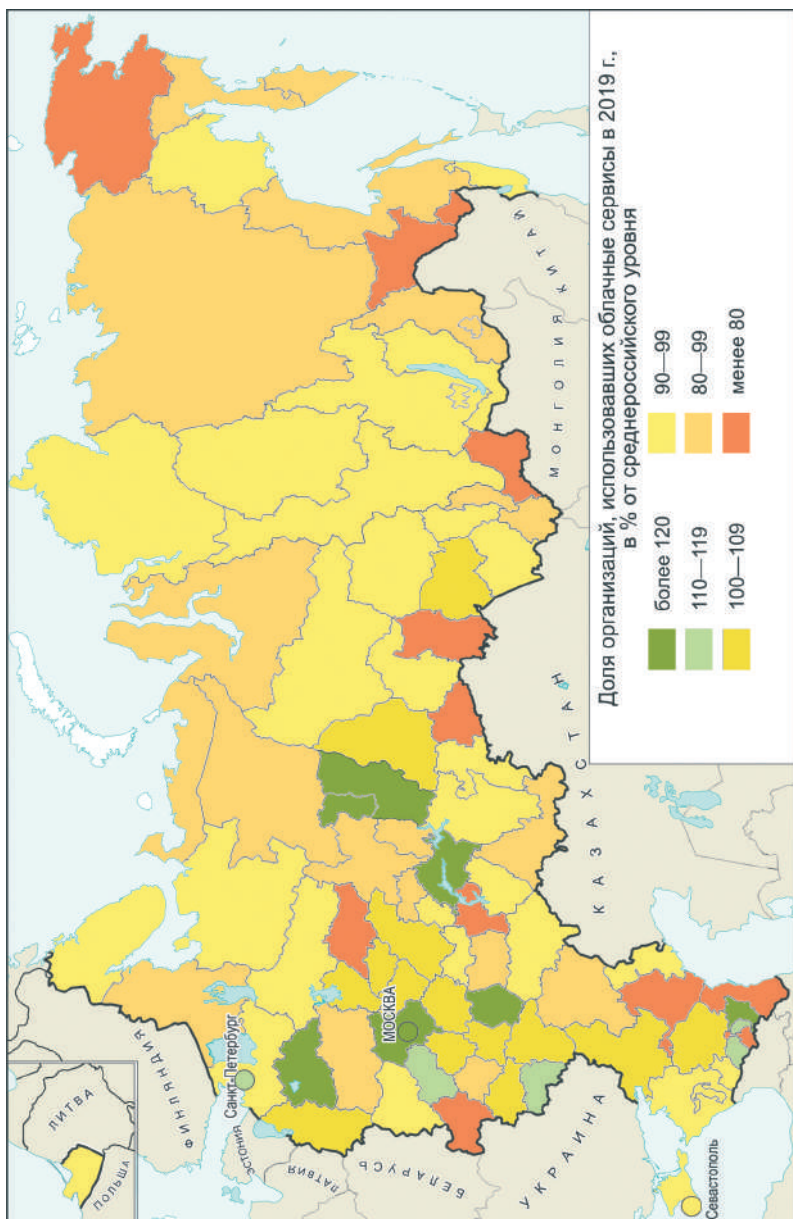 ЛИТВА
ПОЛЬША
ФИНЛЯНДИЯ
Санкт-Петербург
ЭСТОНИЯ
ЛАТВИЯ
БЕЛАРУСЬ
МОСКВА
УКРАИНА
Севастополь
КАЗАХСТАН
МОНГОЛИЯ
КИТАЙ
Доля организаций, использовавших облачные сервисы в 2019 г.,
в % от среднероссийского уровня
более 120
110—119
100—109
90—99
80—99
менее 80